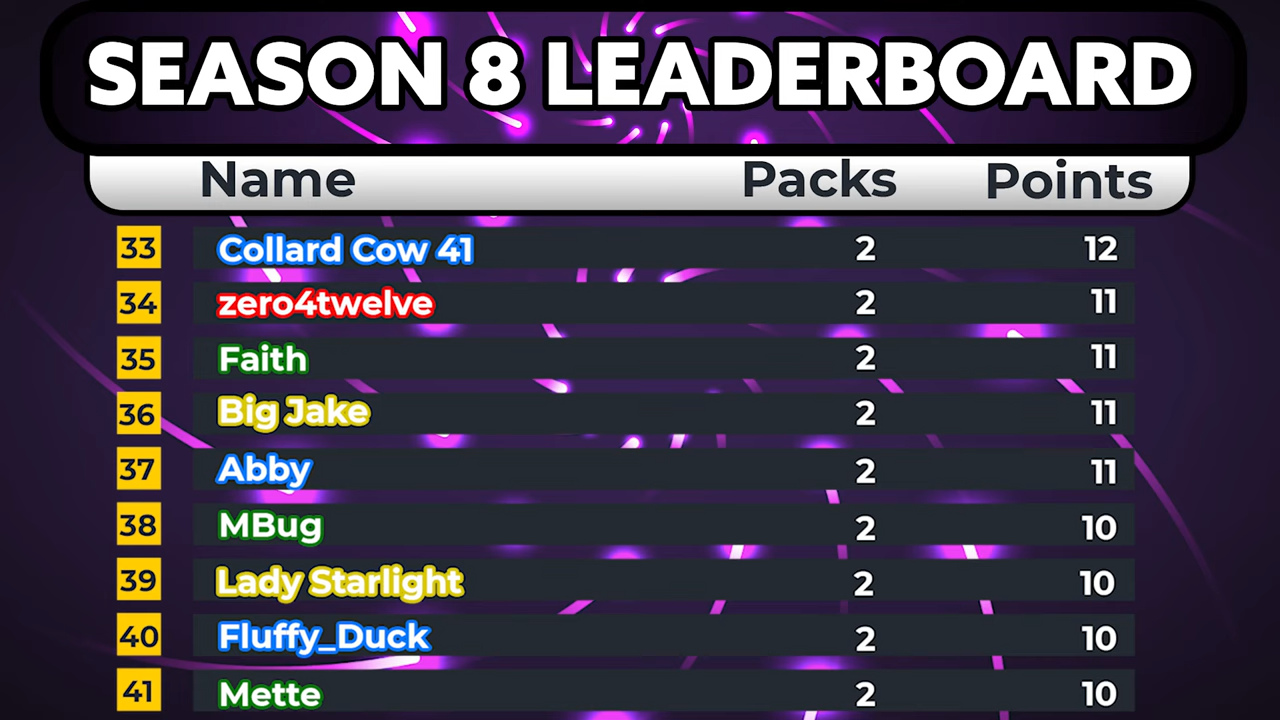 SEASON 8 LEADERBOARD
Name Packs Points
33 Collard Cow 41 2 12
34 zero4twelve 2 11
35 Faith 2 11
36 Big Jake 2 11
37 Abby 2 11
38 MBug 2 10
39 Lady Starlight 2 10
40 Fluffy_Duck 2 10
41 Mette 2 10